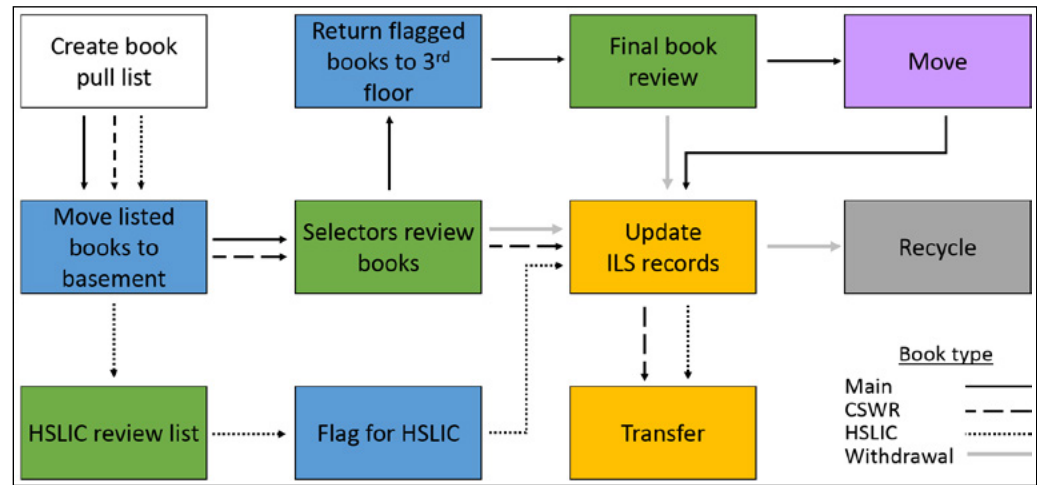 Create book
pull list
Return flagged
books to 3rd
floor
Final book
review
Move
Move listed
books to
basement
Selectors review
books
Update
ILS records
Recycle
HSLIC review list
Flag for HSLIC
Transfer
Book type
Main
CSWR
HSLIC
Withdrawal